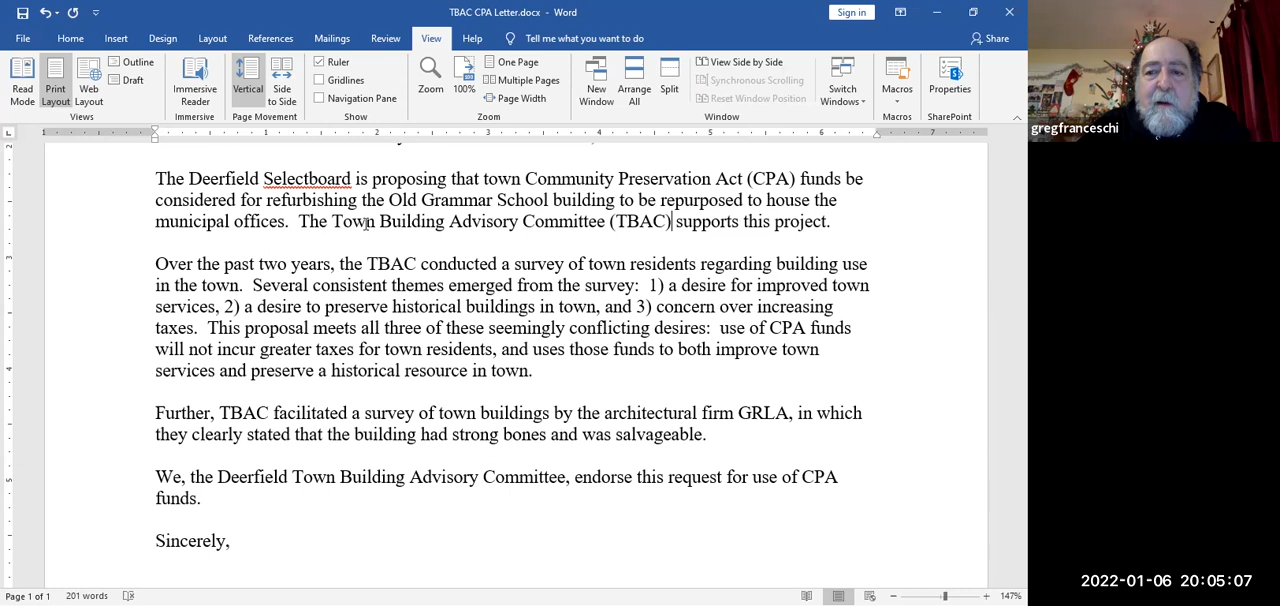 TBAC CPA Letter.docx - Word
Sign in
File Home Insert Design Layout References Mailings Review View Help Tell me what you want to do Share
Read Mode
Print Layout
Web Layout
Outline
Draft
Views
Immersive Reader
Immersive
Vertical
Side to Side
Page Movement
Ruler
Gridlines
Navigation Pane
Show
Zoom
100%
One Page
Multiple Pages
Page Width
Zoom
New Window
Arrange All
Split
View Side by Side
Synchronous Scrolling
Reset Window Position
Window
Switch Windows
Macros
Macros
Properties
SharePoint
gregfranceschi
1 1 2 3 4 5 6 7
The Deerfield Selectboard is proposing that town Community Preservation Act (CPA) funds be
considered for refurbishing the Old Grammar School building to be repurposed to house the
municipal offices.  The Town Building Advisory Committee (TBAC) supports this project.
Over the past two years, the TBAC conducted a survey of town residents regarding building use
in the town.  Several consistent themes emerged from the survey:  1) a desire for improved town
services, 2) a desire to preserve historical buildings in town, and 3) concern over increasing
taxes.  This proposal meets all three of these seemingly conflicting desires:  use of CPA funds
will not incur greater taxes for town residents, and uses those funds to both improve town
services and preserve a historical resource in town.
Further, TBAC facilitated a survey of town buildings by the architectural firm GRLA, in which
they clearly stated that the building had strong bones and was salvageable.
We, the Deerfield Town Building Advisory Committee, endorse this request for use of CPA
funds.
Sincerely,
2022-01-06 20:05:07
Page 1 of 1 201 words 147%